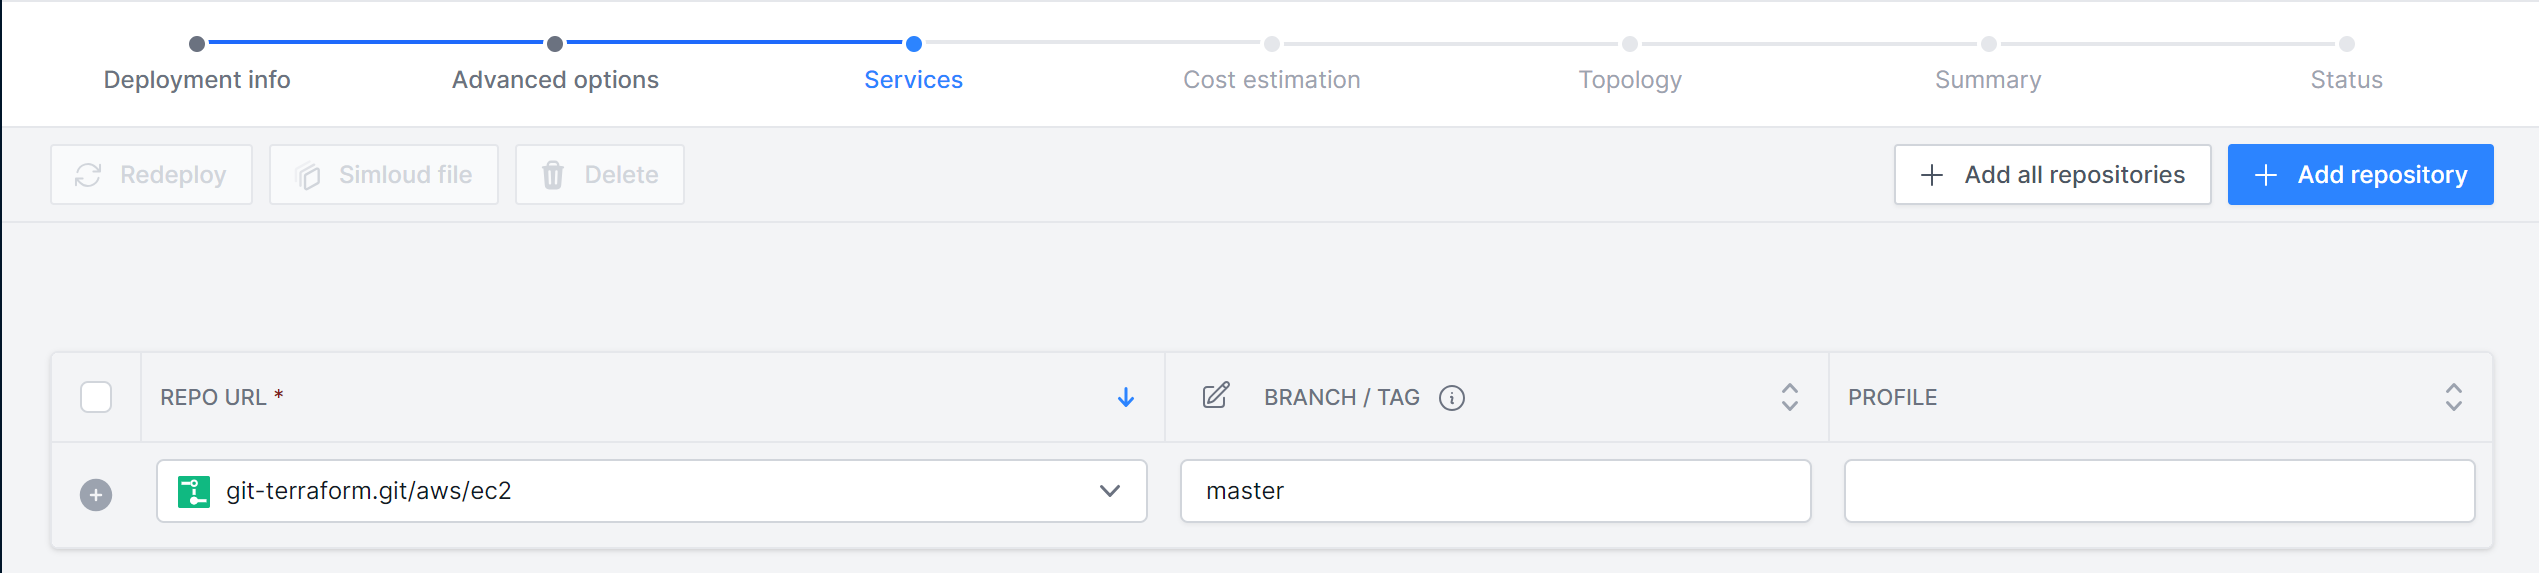 Deployment info Advanced options Services Cost estimation Topology Summary Status
Redeploy Simloud file Delete Add all repositories Add repository
REPO URL * BRANCH / TAG PROFILE
git-terraform.git/aws/ec2 master